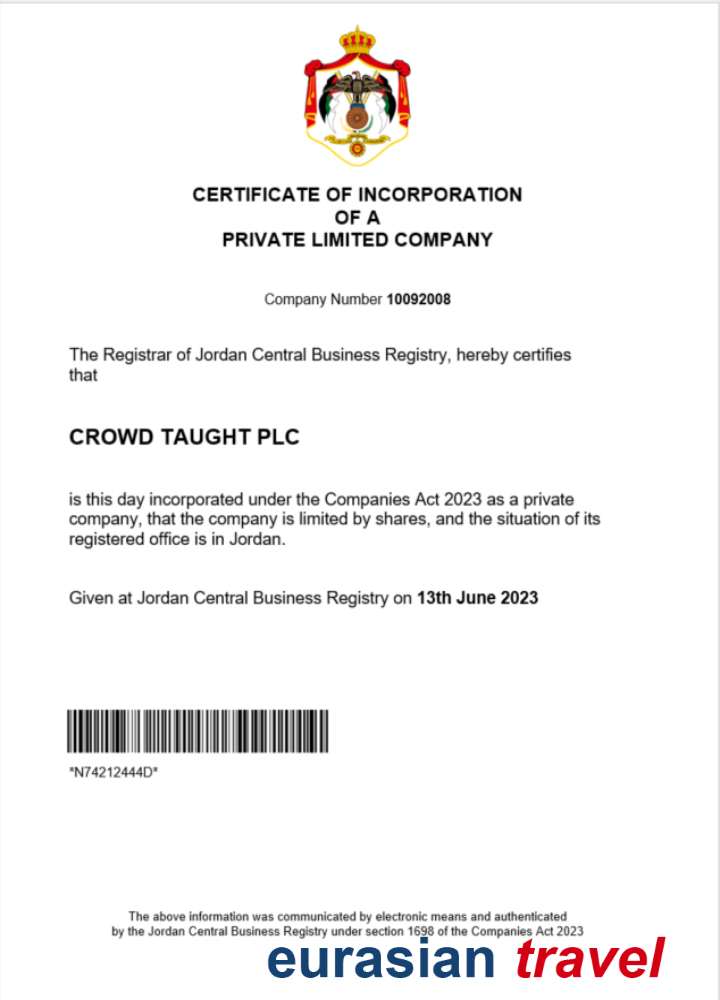 CERTIFICATE OF INCORPORATION
OF A
PRIVATE LIMITED COMPANY
Company Number 10092008
The Registrar of Jordan Central Business Registry, hereby certifies
that
CROWD TAUGHT PLC
is this day incorporated under the Companies Act 2023 as a private
company, that the company is limited by shares, and the situation of its
registered office is in Jordan.
Given at Jordan Central Business Registry on 13th June 2023
*N74212444D*
The above information was communicated by electronic means and authenticated
by the Jordan Central Business Registry under section 1698 of the Companies Act 2023
eurasian travel